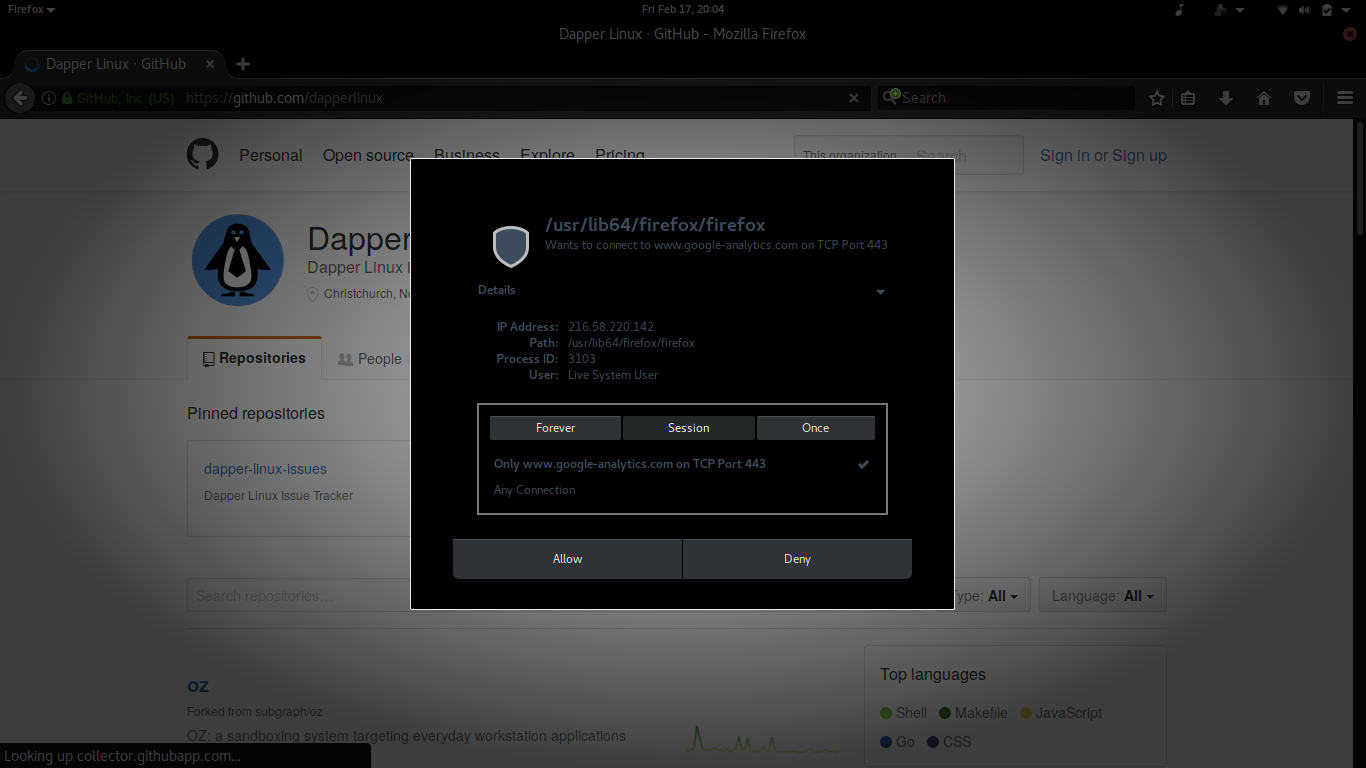 Firefox
Fri Feb 17, 20:04
Dapper Linux · GitHub - Mozilla Firefox
Dapper Linux · GitHub
GitHub, Inc. (US) https://github.com/dapperlinux
Search
Personal Open source Business Explore Pricing
This organization Search
Sign in or Sign up
/usr/lib64/firefox/firefox
Wants to connect to www.google-analytics.com on TCP Port 443
Dapper
Dapper Linux
Christchurch,
Details
IP Address: 216.58.220.142
Path: /usr/lib64/firefox/firefox
Process ID: 3103
User: Live System User
Repositories People
Pinned repositories
Forever Session Once
Only www.google-analytics.com on TCP Port 443
Any Connection
dapper-linux-issues
Dapper Linux Issue Tracker
Allow Deny
Search repositories…
Type: All
Language: All
oz
Forked from subgraph/oz
OZ: a sandboxing system targeting everyday workstation applications
Top languages
Shell Makefile JavaScript
Go CSS
Looking up collector.githubapp.com…